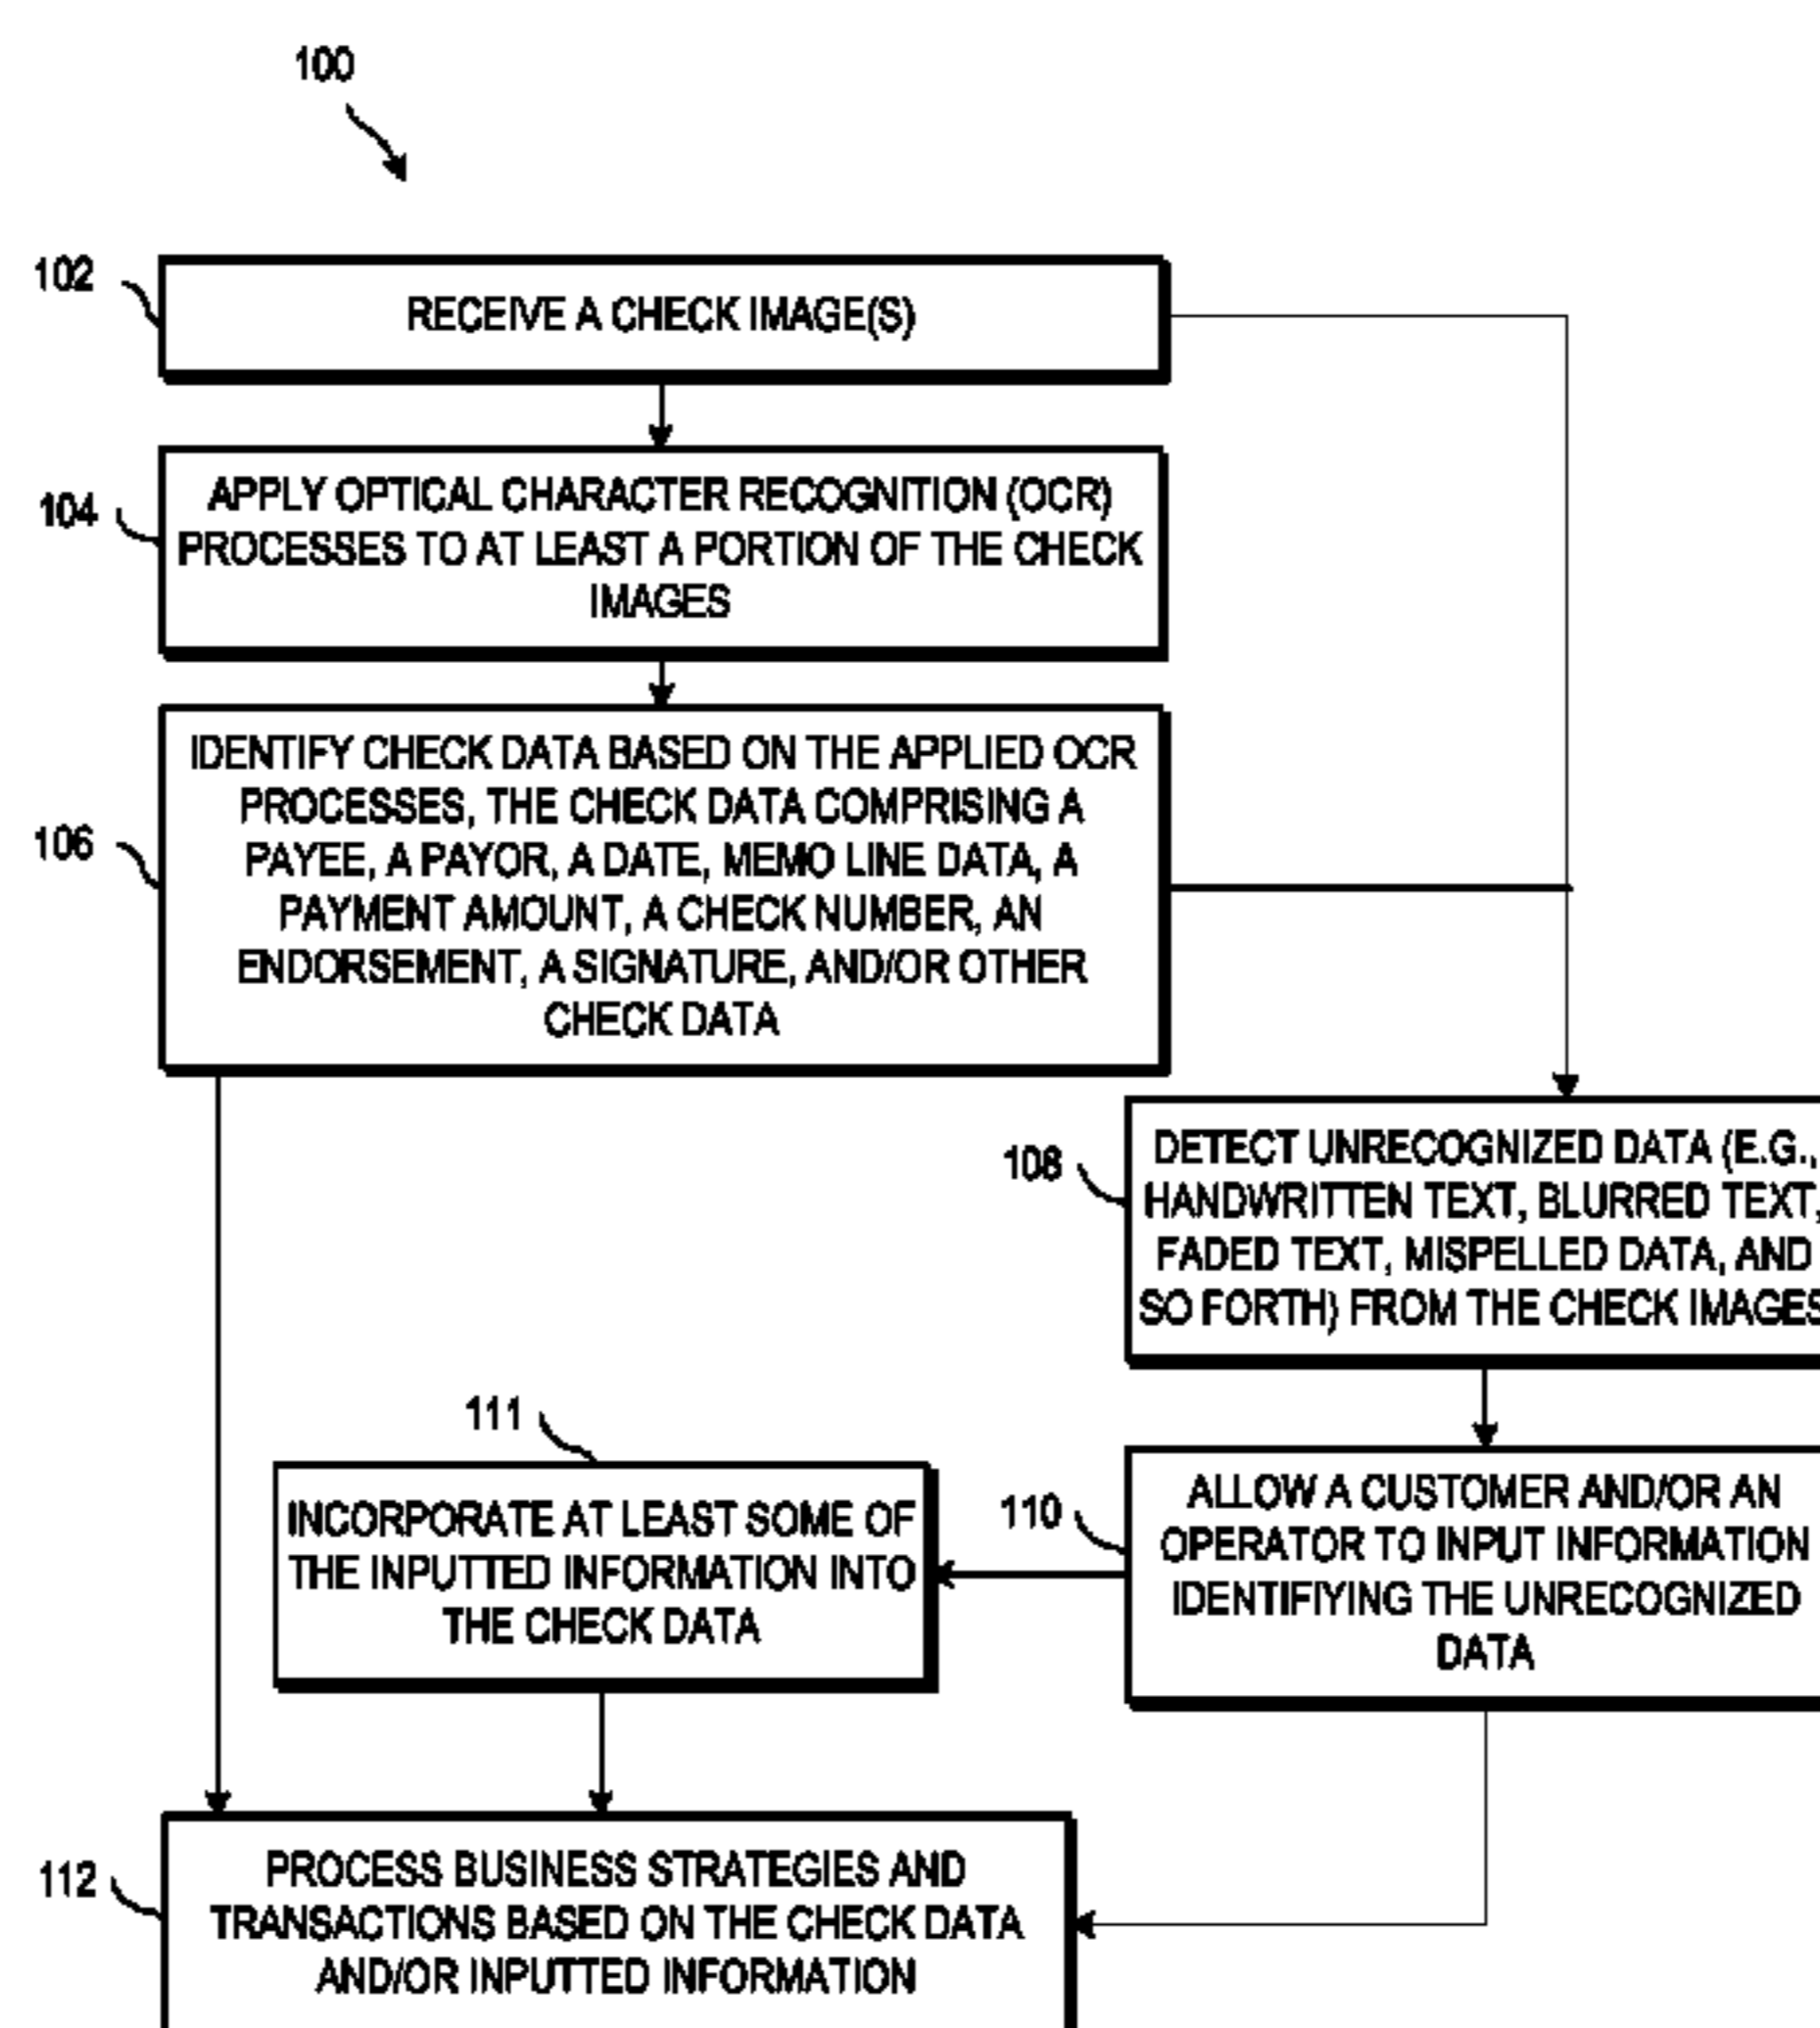 100
102
RECEIVE A CHECK IMAGE(S)
104
APPLY OPTICAL CHARACTER RECOGNITION (OCR)
PROCESSES TO AT LEAST A PORTION OF THE CHECK
IMAGES
106
IDENTIFY CHECK DATA BASED ON THE APPLIED OCR
PROCESSES, THE CHECK DATA COMPRISING A
PAYEE, A PAYOR, A DATE, MEMO LINE DATA, A
PAYMENT AMOUNT, A CHECK NUMBER, AN
ENDORSEMENT, A SIGNATURE, AND/OR OTHER
CHECK DATA
108
DETECT UNRECOGNIZED DATA (E.G.,
HANDWRITTEN TEXT, BLURRED TEXT,
FADED TEXT, MISPELLED DATA, AND
SO FORTH) FROM THE CHECK IMAGES
111
INCORPORATE AT LEAST SOME OF
THE INPUTTED INFORMATION INTO
THE CHECK DATA
110
ALLOW A CUSTOMER AND/OR AN
OPERATOR TO INPUT INFORMATION
IDENTIFIYING THE UNRECOGNIZED
DATA
112
PROCESS BUSINESS STRATEGIES AND
TRANSACTIONS BASED ON THE CHECK DATA
AND/OR INPUTTED INFORMATION